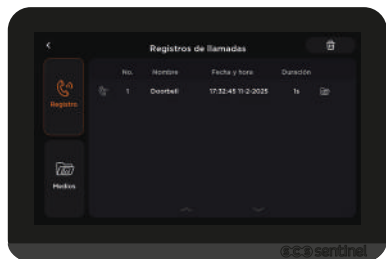 Registros de llamadas
No. Nombre Fecha y hora Duración
1 Doorbell 17:32:45 11-2-2025 1s
Registro
Medios
eco sentinel